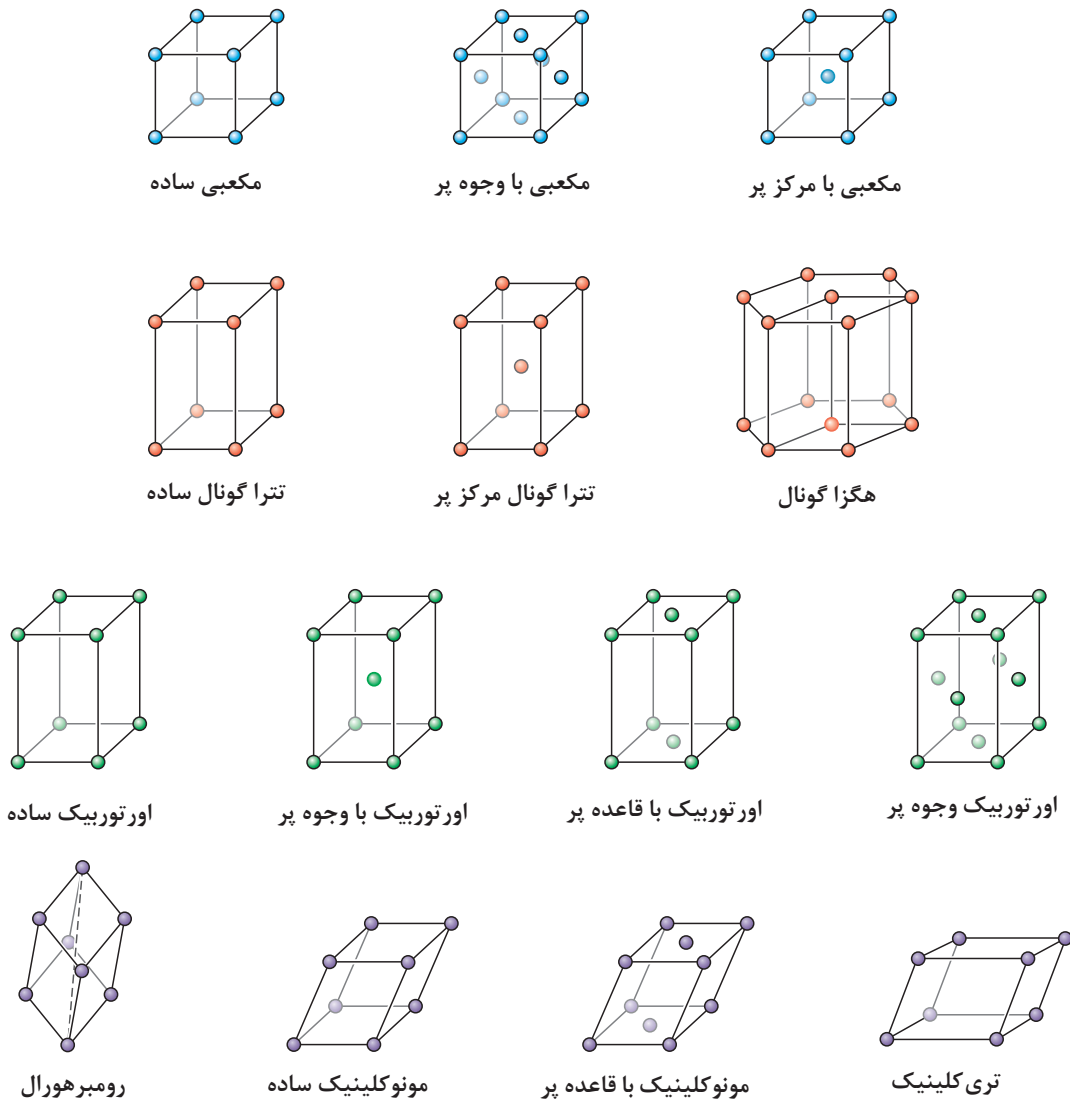 مکعبی با مرکز پر
مکعبی با وجوه پر
مکعبی ساده
هگزا گونال
تترا گونال مرکز پر
تترا گونال ساده
اورتوربیک وجوه پر
اورتوربیک با قاعده پر
اورتوربیک با وجوه پر
اورتوربیک ساده
تری‌کلینیک
مونوکلینیک با قاعده پر
مونوکلینیک ساده
رومبرهورال